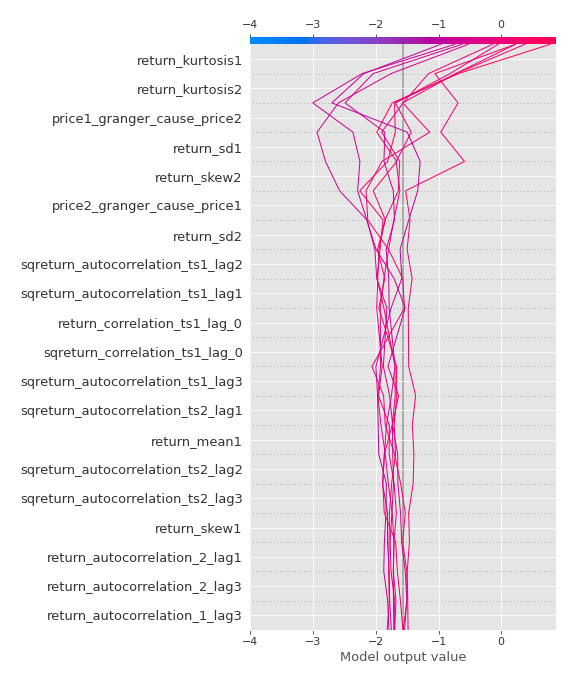 −4 −3 −2 −1 0
return_kurtosis1
return_kurtosis2
price1_granger_cause_price2
return_sd1
return_skew2
price2_granger_cause_price1
return_sd2
sqreturn_autocorrelation_ts1_lag2
sqreturn_autocorrelation_ts1_lag1
return_correlation_ts1_lag_0
sqreturn_correlation_ts1_lag_0
sqreturn_autocorrelation_ts1_lag3
sqreturn_autocorrelation_ts2_lag1
return_mean1
sqreturn_autocorrelation_ts2_lag2
sqreturn_autocorrelation_ts2_lag3
return_skew1
return_autocorrelation_2_lag1
return_autocorrelation_2_lag3
return_autocorrelation_1_lag3
−4 −3 −2 −1 0
Model output value